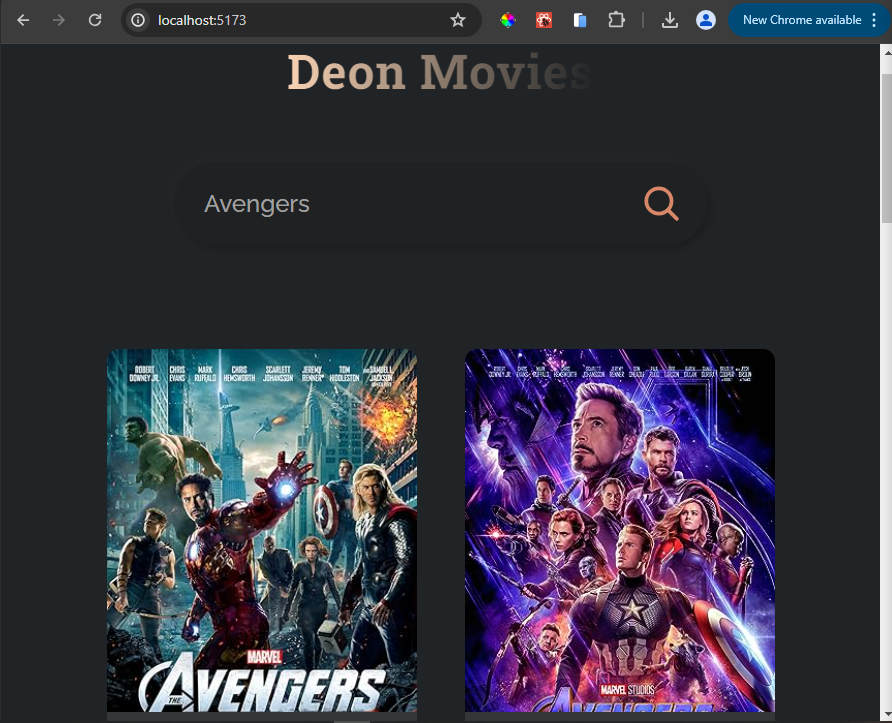 localhost:5173
New Chrome available
Deon Movies
Avengers
ROBERT DOWNEY JR. CHRIS EVANS MARK RUFFALO CHRIS HEMSWORTH SCARLETT JOHANSSON JEREMY RENNER TOM HIDDLESTON AND SAMUEL L. JACKSON
MARVEL
THE AVENGERS
MARVEL STUDIOS
AVENGERS